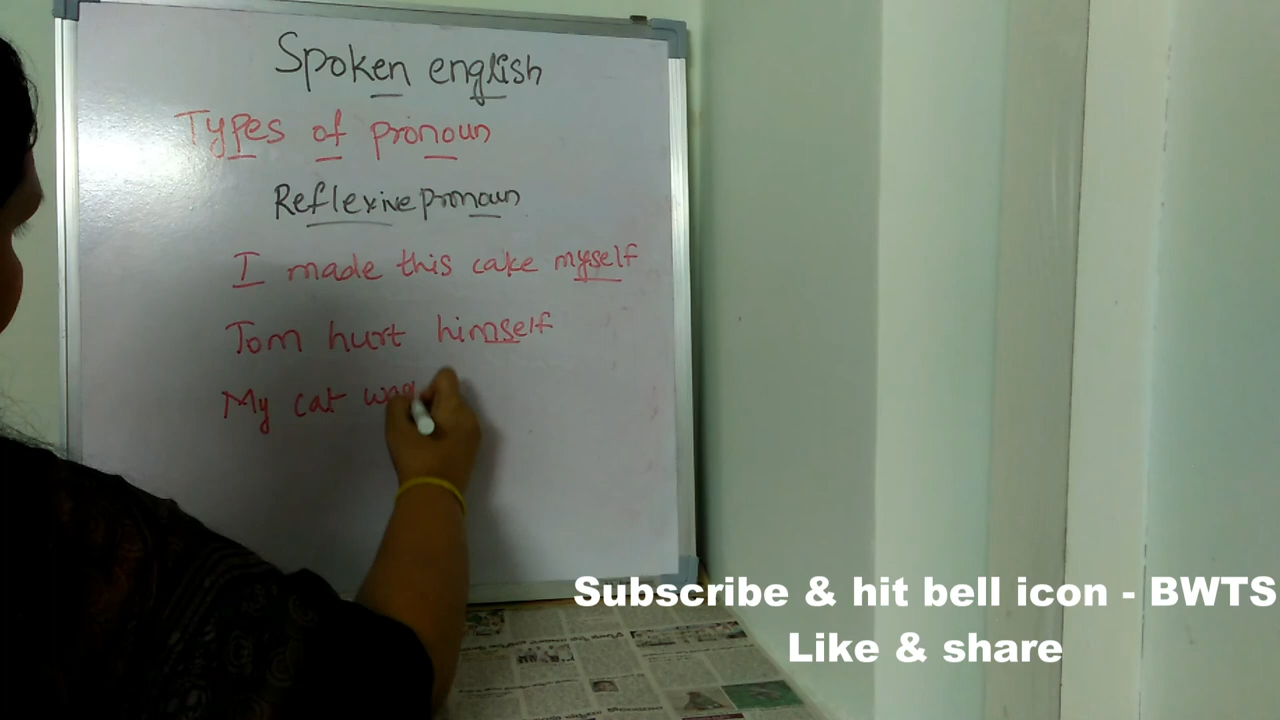 Spoken english
Types of pronoun
Reflexive pronoun
I made this cake myself
Tom hurt himself
My cat
Subscribe & hit bell icon - BWTS
Like & share